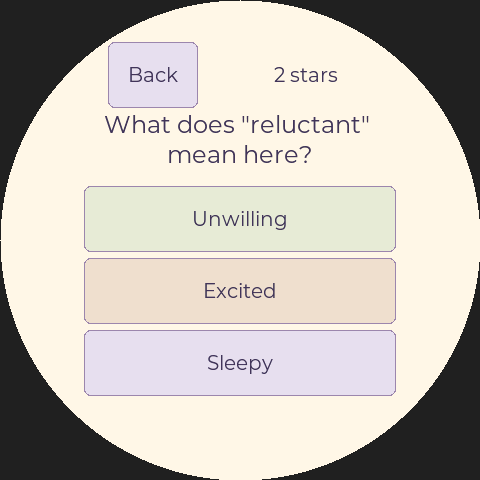 Back
2 stars
What does "reluctant"
mean here?
Unwilling
Excited
Sleepy